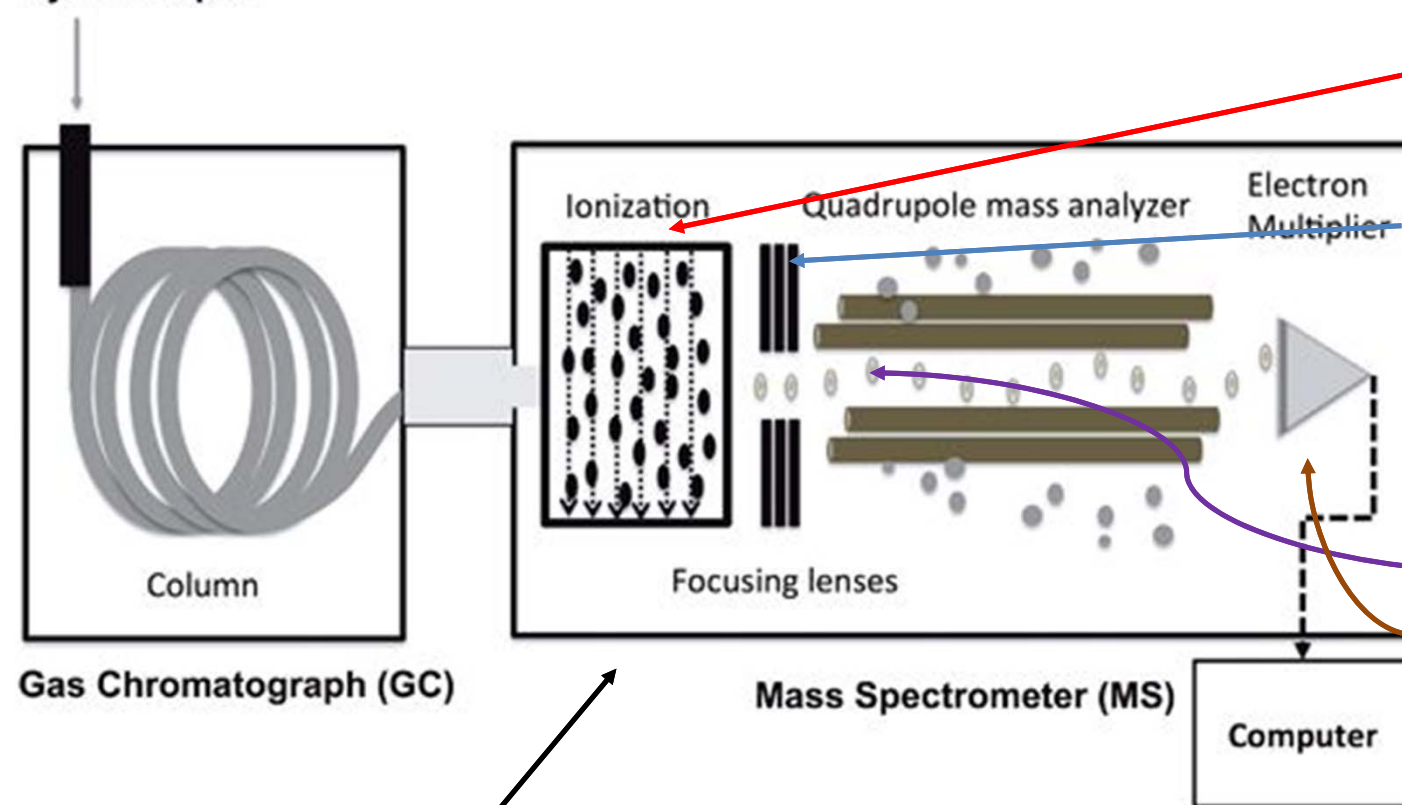 Ionization
Quadrupole mass analyzer
Electron
Multiplier
Column
Focusing lenses
Gas Chromatograph (GC)
Mass Spectrometer (MS)
Computer